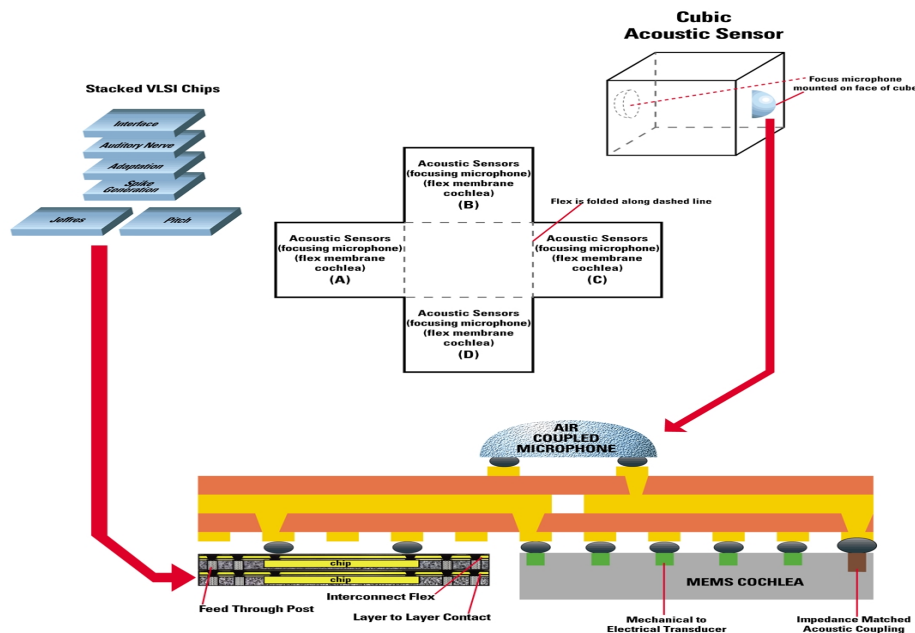 Cubic
Acoustic Sensor
Focus microphone
mounted on face of cube
Stacked VLSI Chips
Interface
Auditory Nerve
Adaptation
Spike
Generation
Jeffres
Pitch
Acoustic Sensors
(focusing microphone)
(flex membrane
cochlea)
(B)
Flex is folded along dashed line
Acoustic Sensors
(focusing microphone)
(flex membrane
cochlea)
(A)
Acoustic Sensors
(focusing microphone)
(flex membrane
cochlea)
(C)
Acoustic Sensors
(focusing microphone)
(flex membrane
cochlea)
(D)
AIR
COUPLED
MICROPHONE
chip
chip
MEMS COCHLEA
Feed Through Post
Interconnect Flex
Layer to Layer Contact
Mechanical to
Electrical Transducer
Impedance Matched
Acoustic Coupling